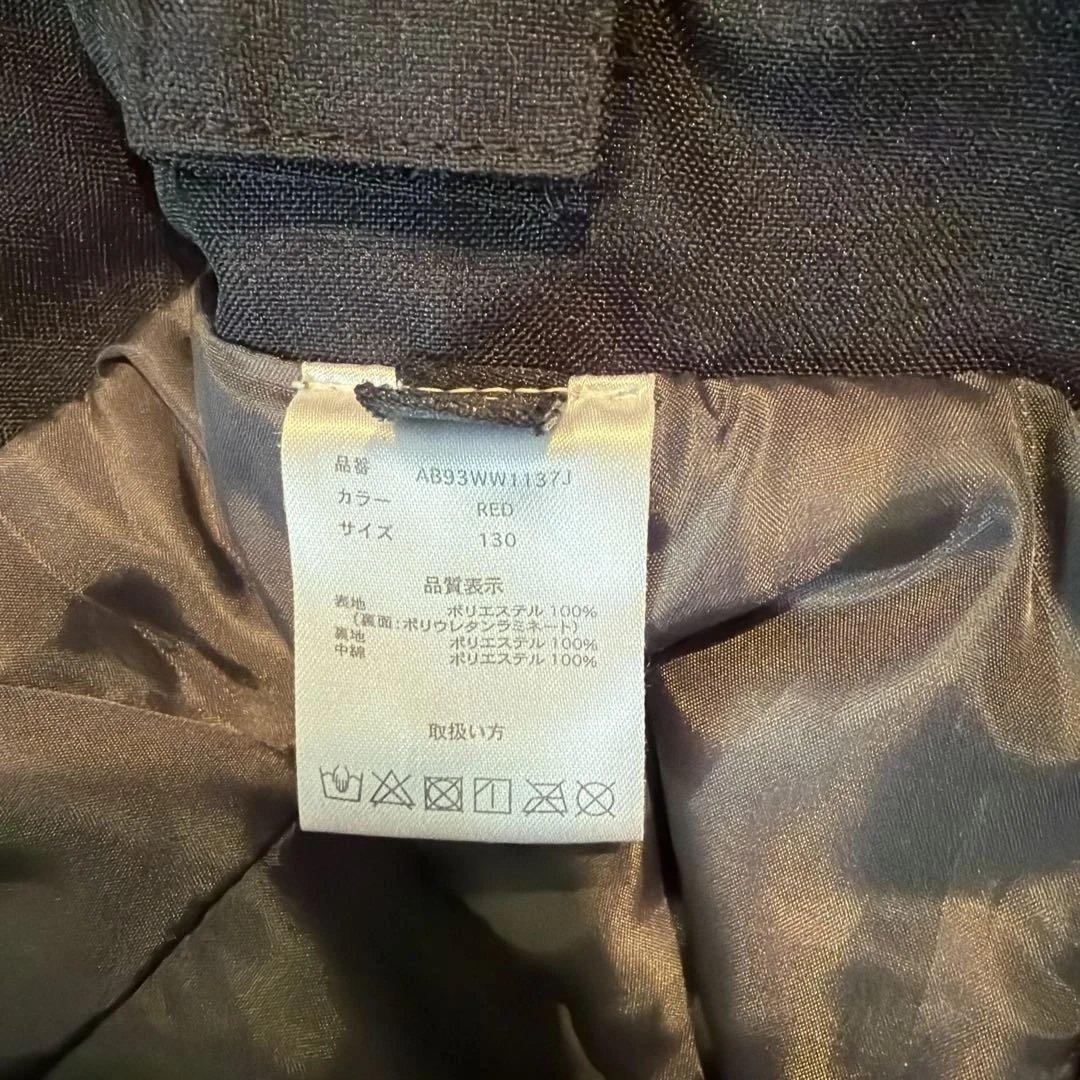 品番 AB93WW1137J
カラー RED
サイズ 130
品質表示
表地 ポリエステル 100%
(裏面:ポリウレタンラミネート)
裏地 ポリエステル 100%
中綿 ポリエステル 100%
取扱い方